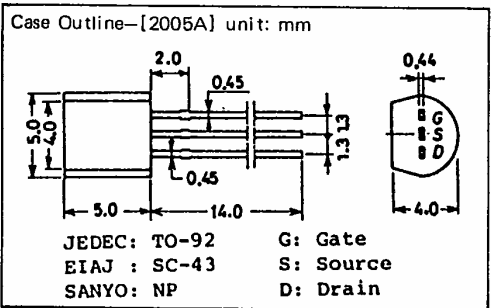 Case Outline—[2005A] unit: mm
2.0
0.45
0.44
5.0
4.0
G
S
D
1.3
1.3
0.45
5.0
14.0
4.0
JEDEC: TO-92 G: Gate
EIAJ : SC-43 S: Source
SANYO: NP D: Drain